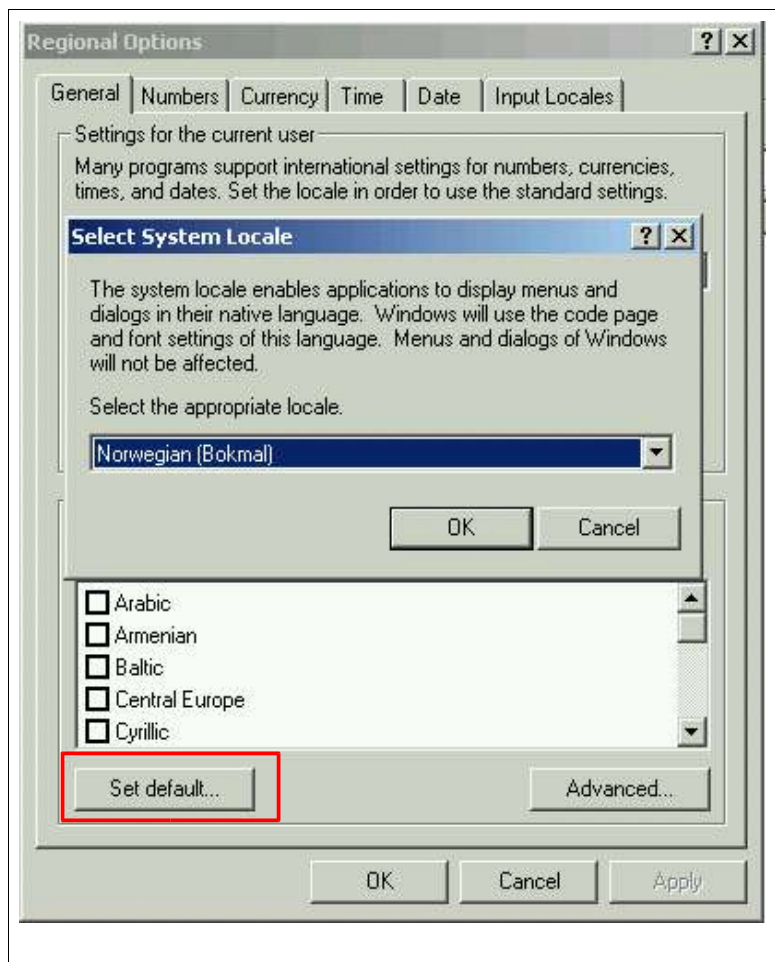 Regional Options
General Numbers Currency Time Date Input Locales
Settings for the current user
Many programs support international settings for numbers, currencies,
times, and dates. Set the locale in order to use the standard settings.
Select System Locale
The system locale enables applications to display menus and
dialogs in their native language. Windows will use the code page
and font settings of this language. Menus and dialogs of Windows
will not be affected.
Select the appropriate locale.
Norwegian (Bokmal)
OK Cancel
Arabic
Armenian
Baltic
Central Europe
Cyrillic
Set default... Advanced...
OK Cancel Apply